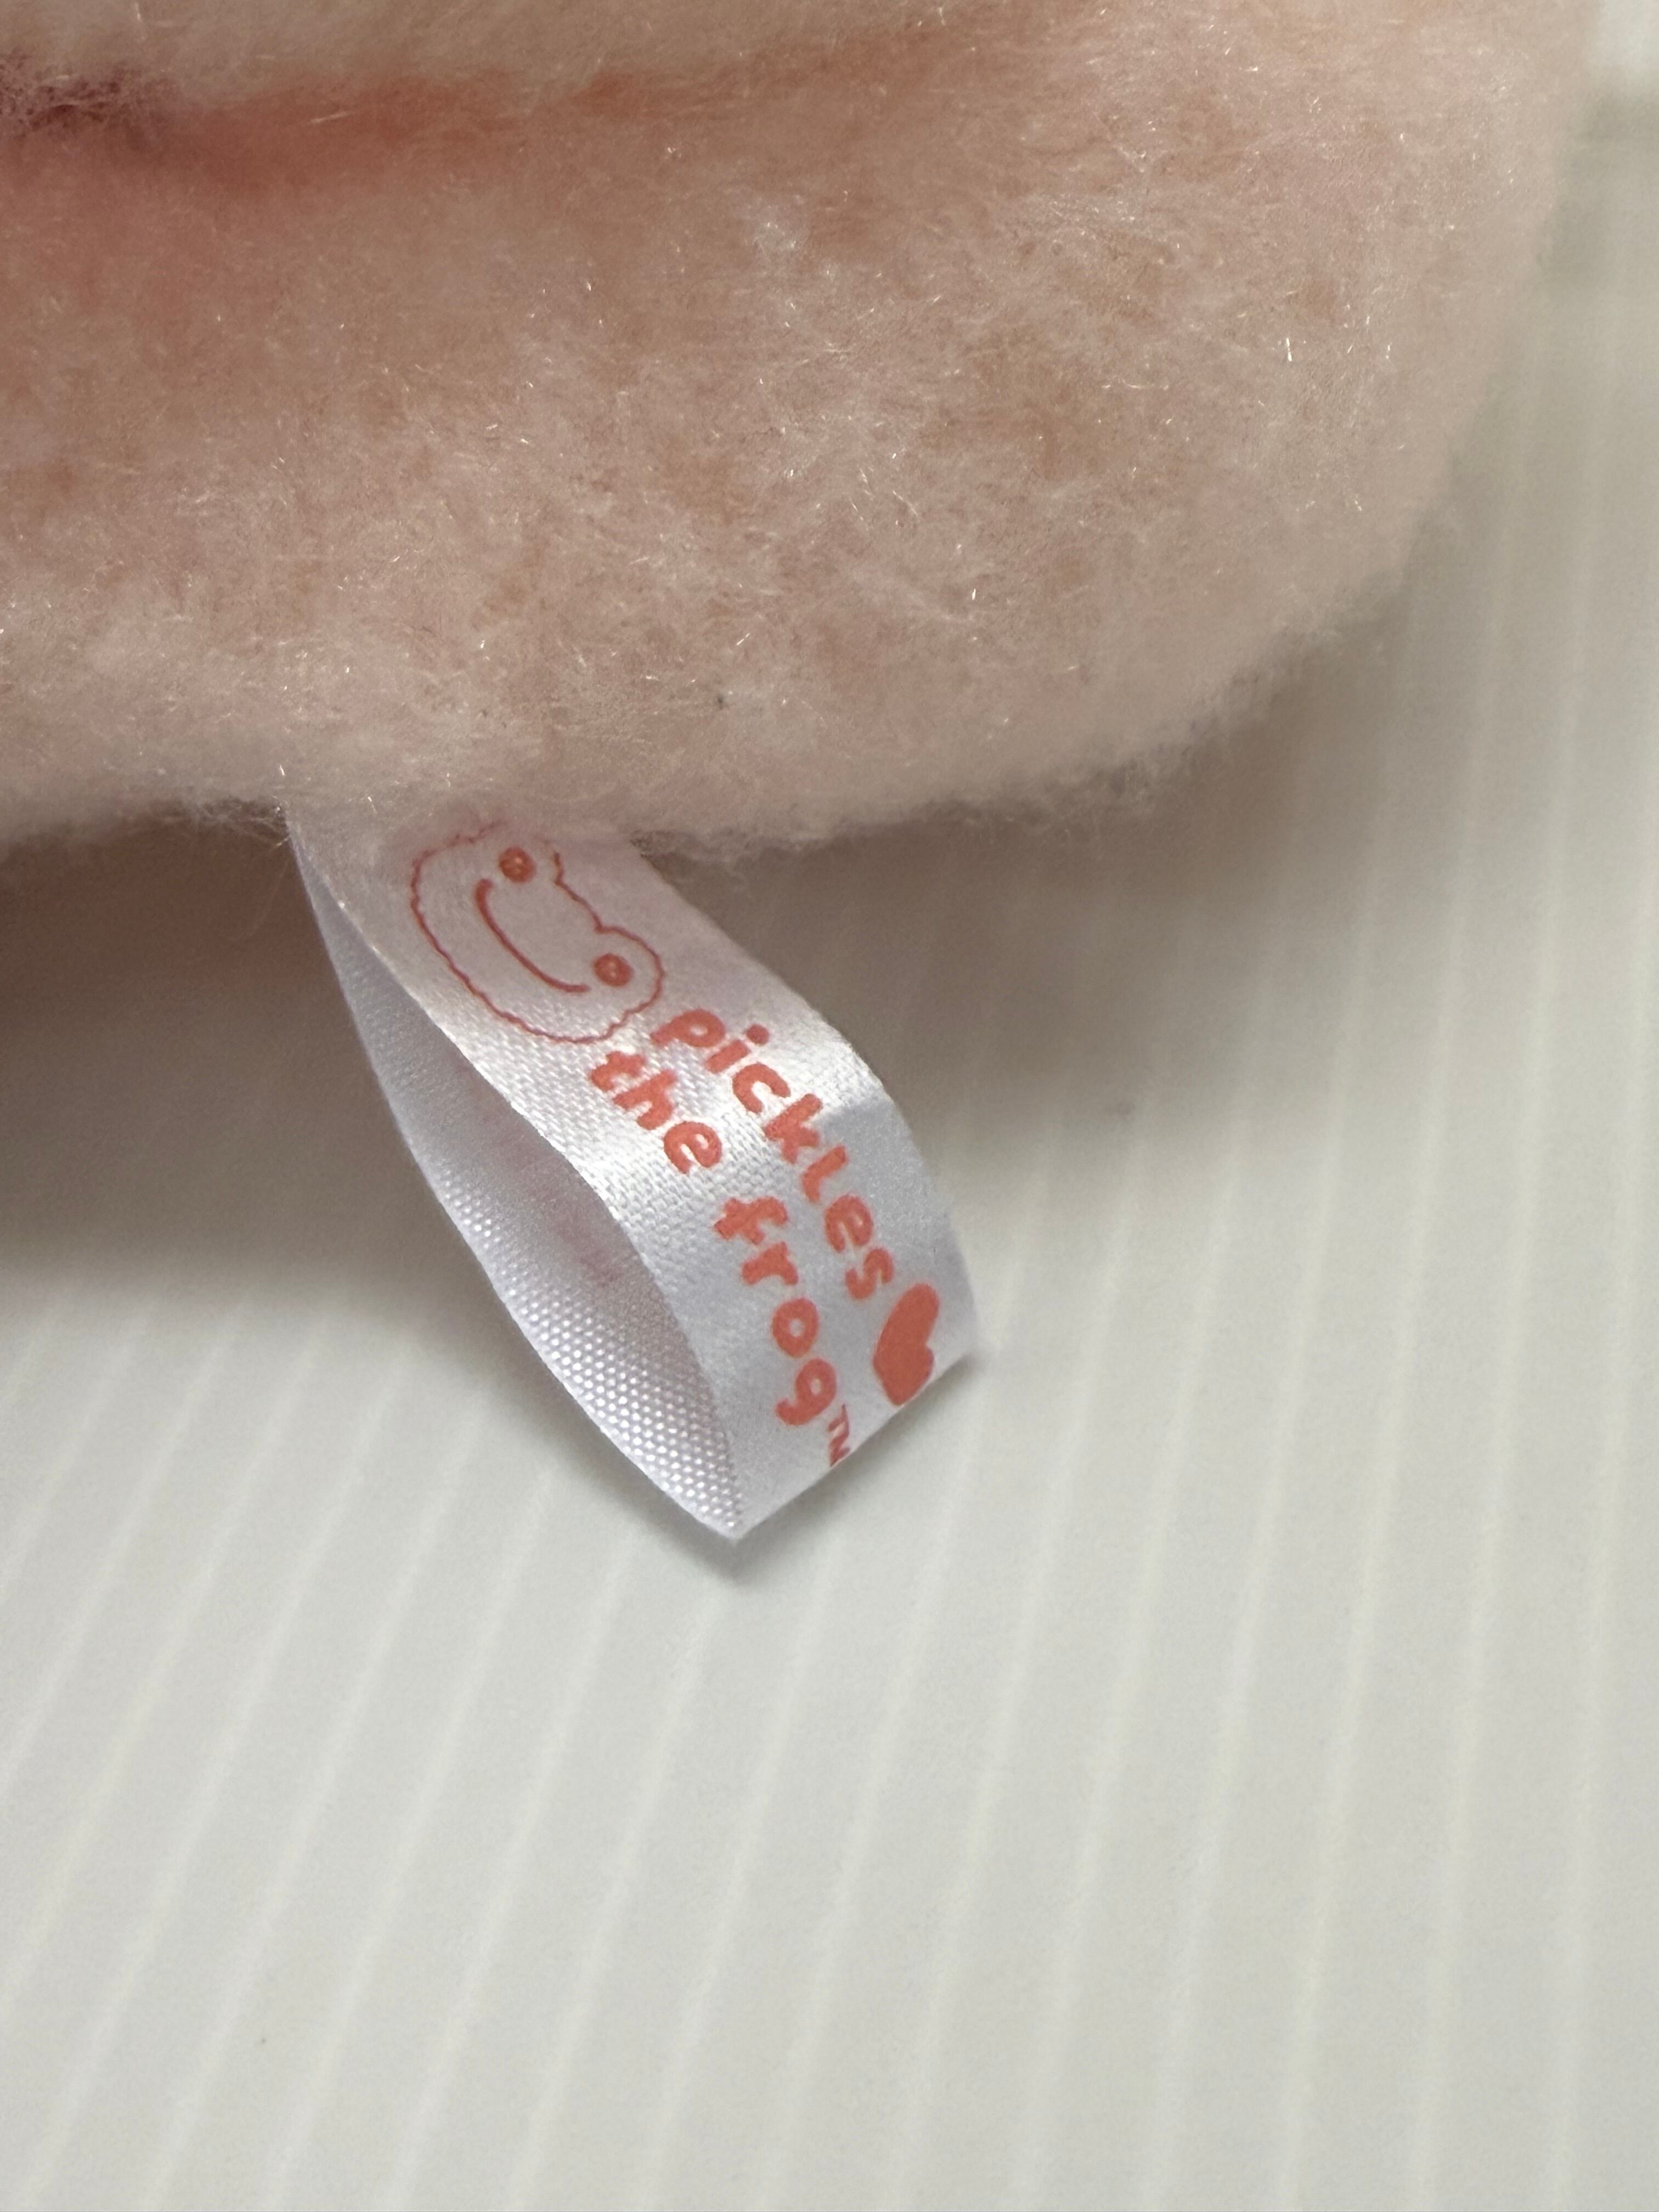 pickles
the frog™